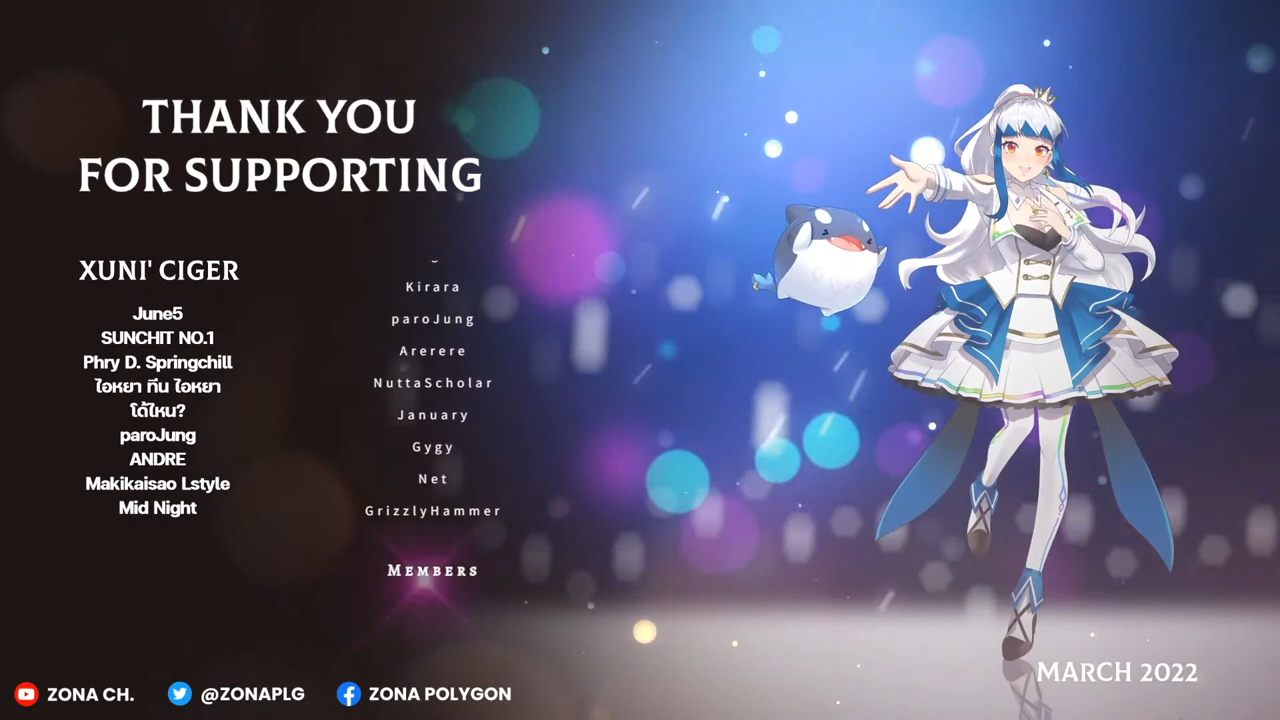 THANK YOU
FOR SUPPORTING
XUNI' CIGER
June5
SUNCHIT NO.1
Phry D. Springchill
ไอหยา ทีน ไอหยา
โด้ไหน?
paroJung
ANDRE
Makikaisao Lstyle
Mid Night
Kirara
paroJung
Arerere
NuttaScholar
January
Gygy
Net
GrizzlyHammer
MEMBERS
ZONA CH.
@ZONAPLG
ZONA POLYGON
MARCH 2022